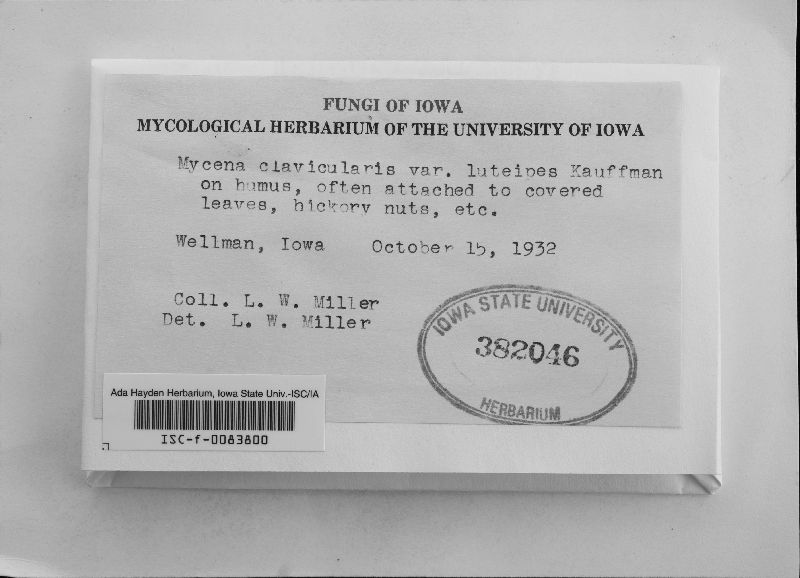 FUNGI OF IOWA
MYCOLOGICAL HERBARIUM OF THE UNIVERSITY OF IOWA
Mycena clavicularis var. luteipes Kauffman
on humus, often attached to covered
leaves, hickory nuts, etc.
Wellman, Iowa October 15, 1932
Coll. L. W. Miller
Det. L. W. Miller
IOWA STATE UNIVERSITY
382046
HERBARIUM
Ada Hayden Herbarium, Iowa State Univ.-ISC/IA
ISC-f-0083800